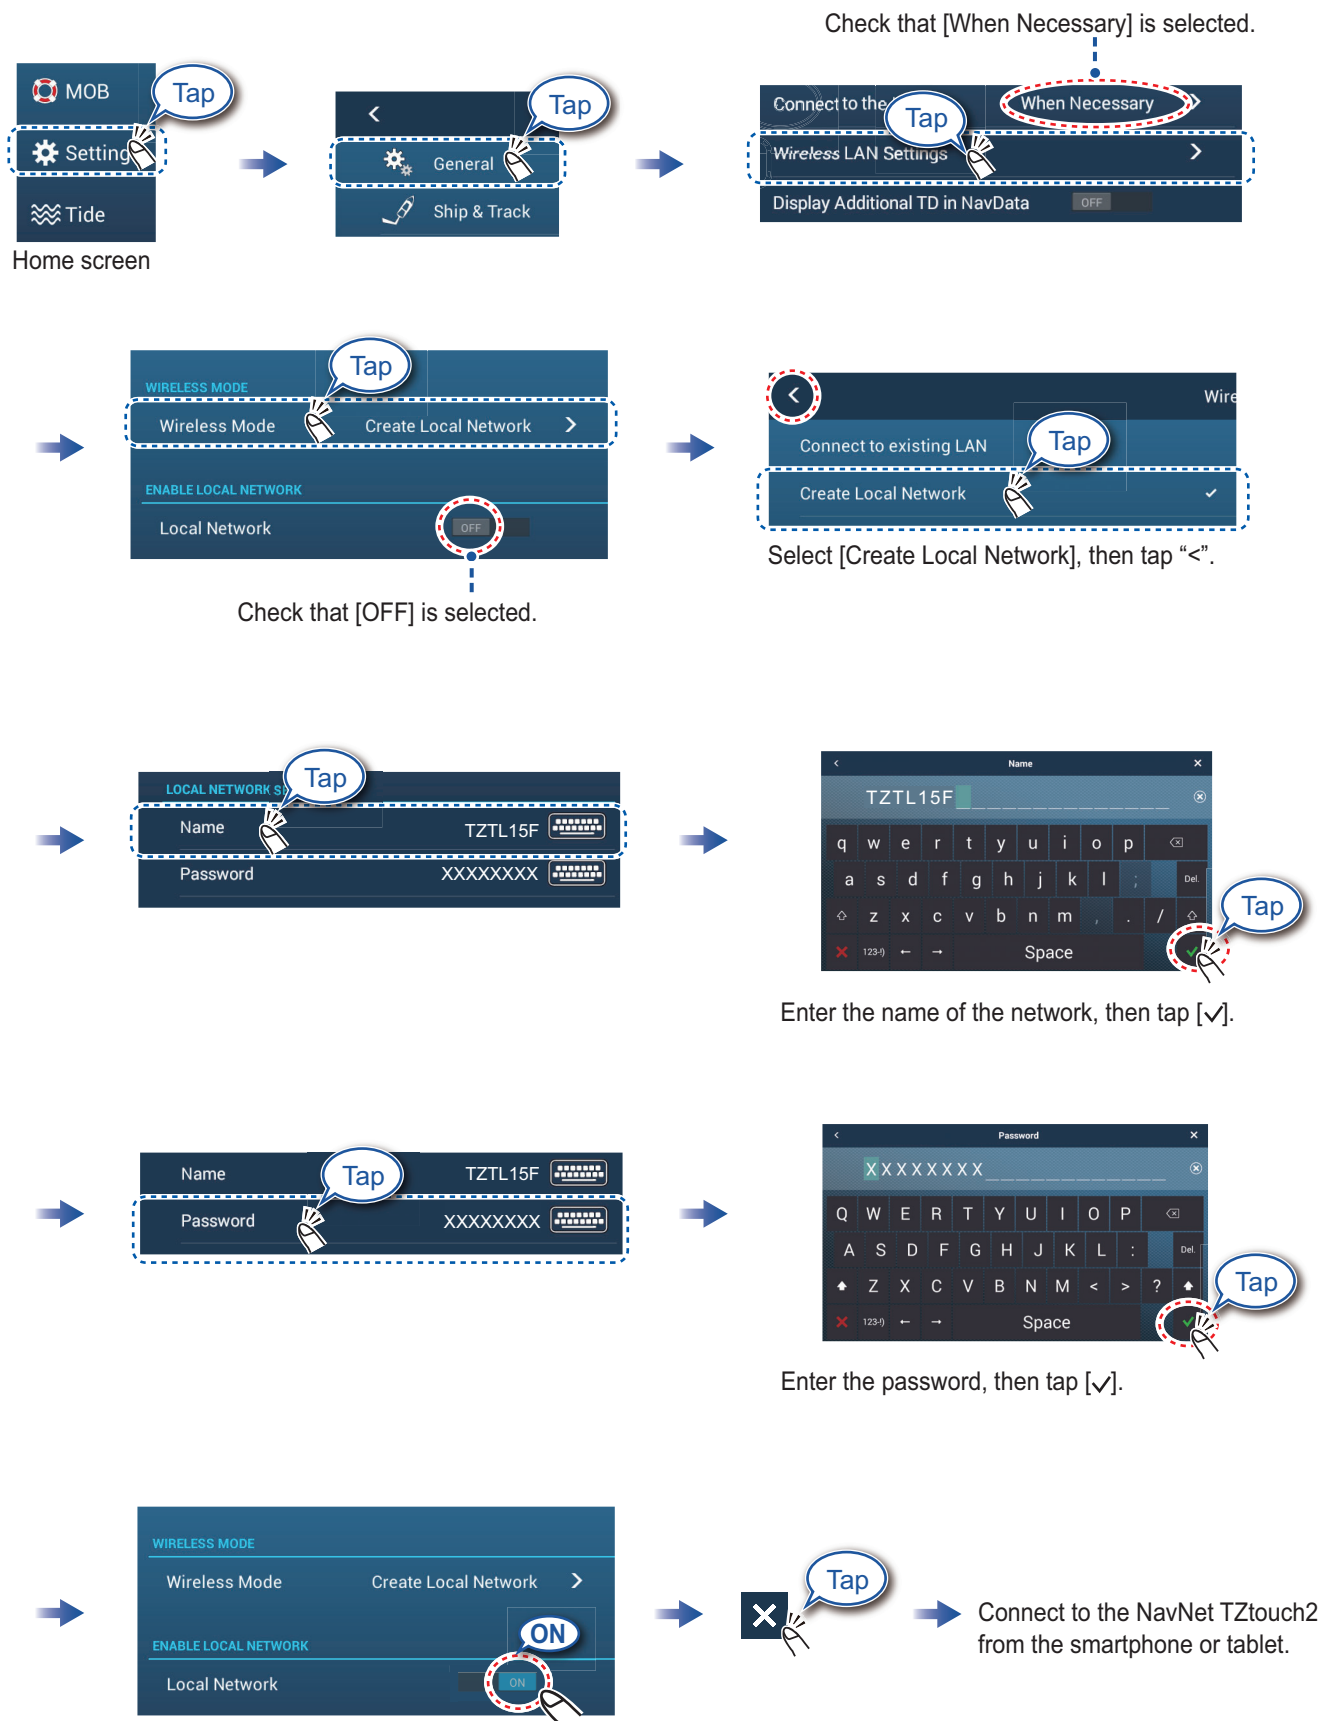 Check that [When Necessary] is selected.
MOB
Tap
Setting
Tide
Home screen
Tap
General
Ship & Track
Connect to the
When Necessary
Tap
Wireless LAN Settings
Display Additional TD in NavData
OFF
Tap
WIRELESS MODE
Wireless Mode
Create Local Network
ENABLE LOCAL NETWORK
Local Network
OFF
Check that [OFF] is selected.
Wire
Connect to existing LAN
Tap
Create Local Network
Select [Create Local Network], then tap “<”.
LOCAL NETWORK SE
Tap
Name
TZTL15F
Password
XXXXXXXX
Name
TZTL15F
q w e r t y u i o p
a s d f g h j k l ; Del.
z x c v b n m , . /
123-!) ← → Space
Tap
Enter the name of the network, then tap [✓].
Name
TZTL15F
Tap
Password
XXXXXXXX
Password
XXXXXXXX
Q W E R T Y U I O P
A S D F G H J K L : Del.
Z X C V B N M < > ?
123-!) ← → Space
Tap
Enter the password, then tap [✓].
WIRELESS MODE
Wireless Mode
Create Local Network
ENABLE LOCAL NETWORK
ON
Local Network
ON
Tap
Connect to the NavNet TZtouch2
from the smartphone or tablet.